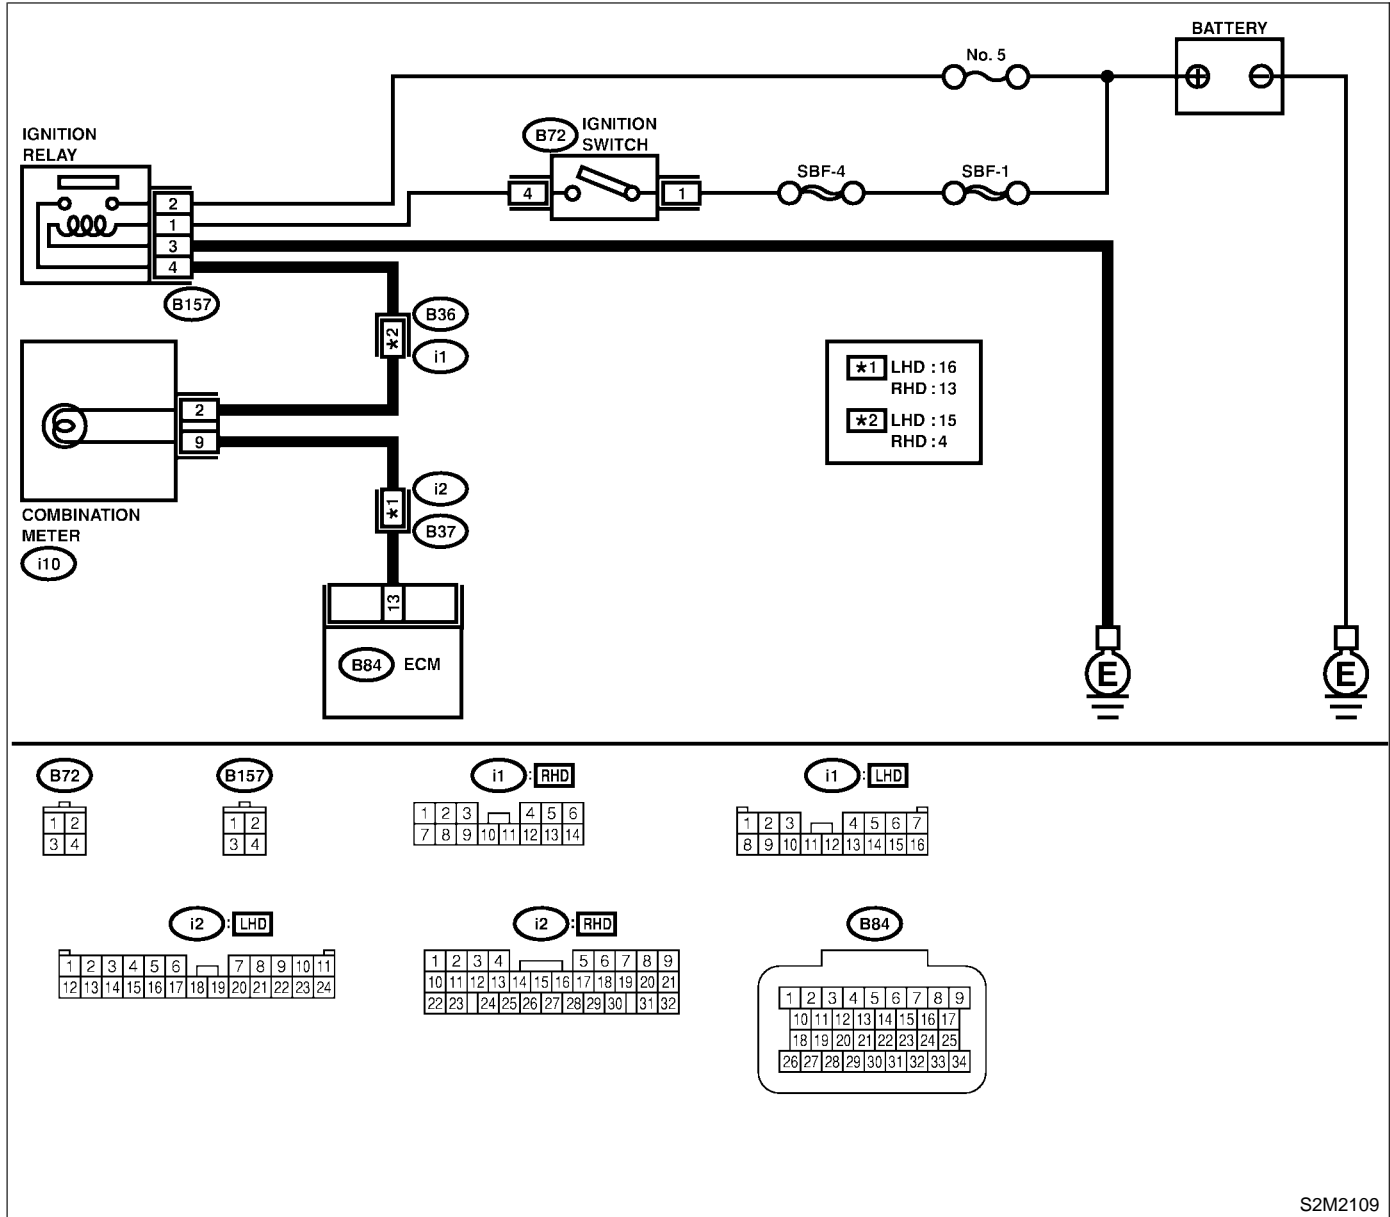 BATTERY
No. 5
IGNITION
RELAY
B72
IGNITION
SWITCH
SBF-4
SBF-1
4
1
2
1
3
4
B157
B36
*2
i1
*1 LHD : 16
RHD : 13
*2 LHD : 15
RHD : 4
2
9
COMBINATION
METER
i10
i2
*1
B37
13
B84 ECM
E
E
B72
1 2
3 4
B157
1 2
3 4
i1 : RHD
1 2 3 4 5 6
7 8 9 10 11 12 13 14
i1 : LHD
1 2 3 4 5 6 7
8 9 10 11 12 13 14 15 16
i2 : LHD
1 2 3 4 5 6 7 8 9 10 11
12 13 14 15 16 17 18 19 20 21 22 23 24
i2 : RHD
1 2 3 4 5 6 7 8 9
10 11 12 13 14 15 16 17 18 19 20 21
22 23 24 25 26 27 28 29 30 31 32
B84
1 2 3 4 5 6 7 8 9
10 11 12 13 14 15 16 17
18 19 20 21 22 23 24 25
26 27 28 29 30 31 32 33 34
S2M2109